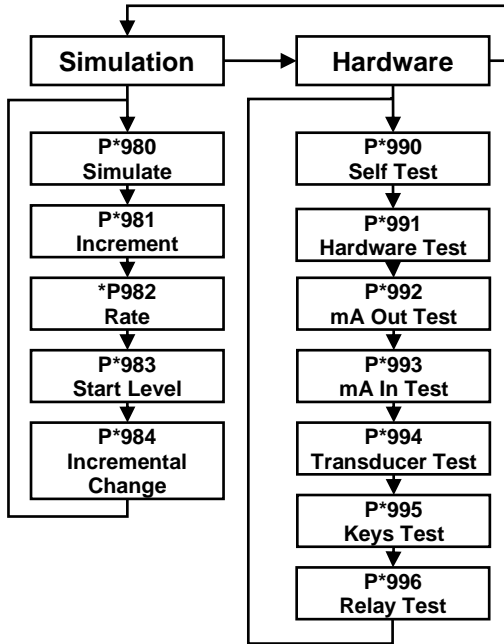 Simulation
Hardware
P*980
Simulate
P*981
Increment
*P982
Rate
P*983
Start Level
P*984
Incremental
Change
P*990
Self Test
P*991
Hardware Test
P*992
mA Out Test
P*993
mA In Test
P*994
Transducer Test
P*995
Keys Test
P*996
Relay Test